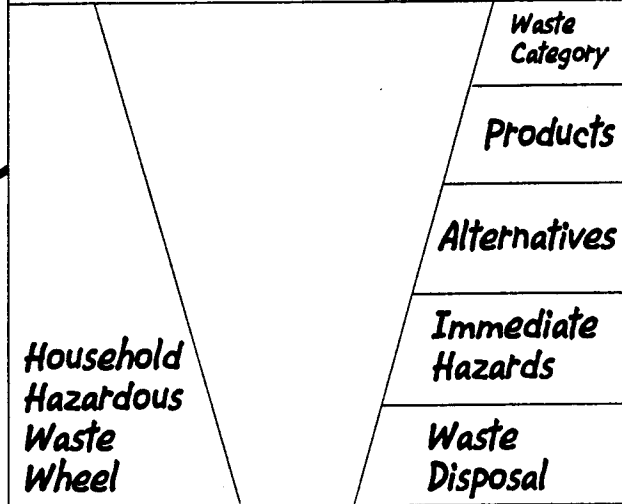 Waste
Category
Products
Alternatives
Immediate
Hazards
Waste
Disposal
Household
Hazardous
Waste
Wheel